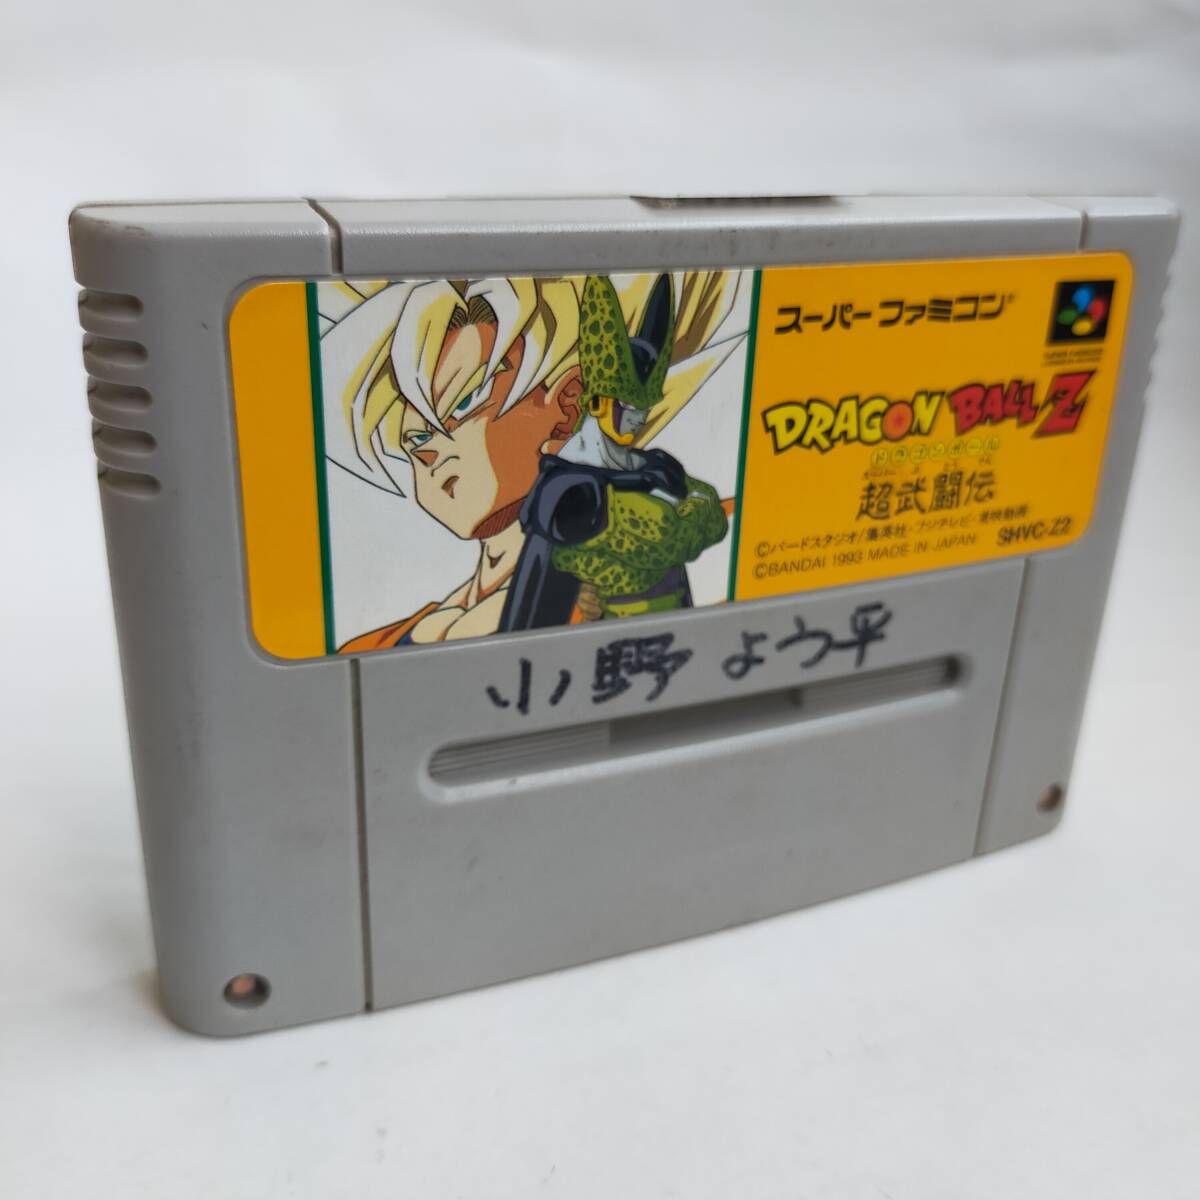 スーパーファミコン
DRAGON BALL Z
ドラゴンボール
超武闘伝
©バードスタジオ/集英社・フジテレビ・東映動画
©BANDAI 1993 MADE IN JAPAN
SHVC-Z2
小野 よう平